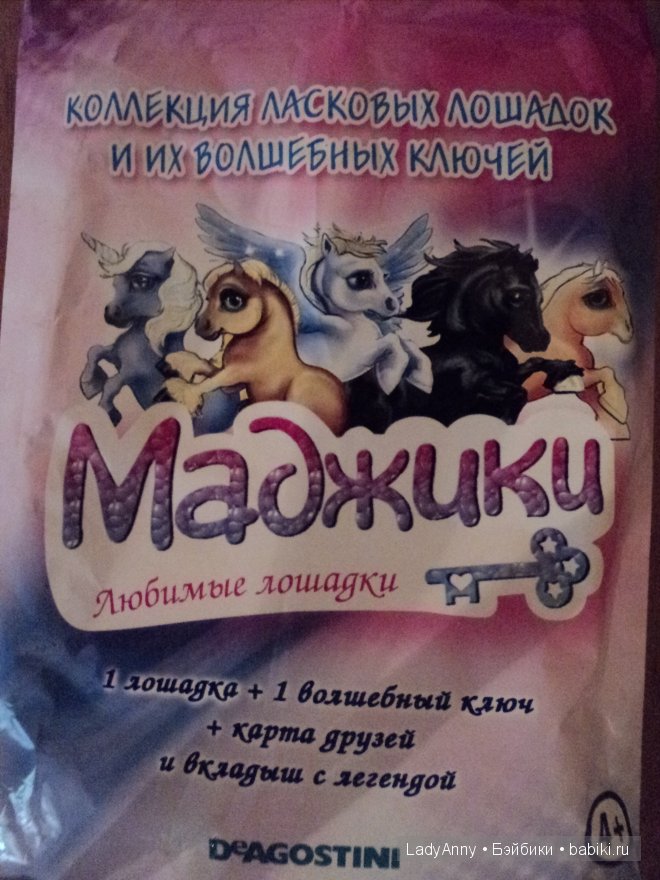 КОЛЛЕКЦИЯ ЛАСКОВЫХ ЛОШАДОК
И ИХ ВОЛШЕБНЫХ КЛЮЧЕЙ
Маджики
Любимые лошадки
1 лошадка + 1 волшебный ключ
+ карта друзей
и вкладыш с легендой
DeAGOSTINI
4+
LadyAnny • Бэйбики • babiki.ru